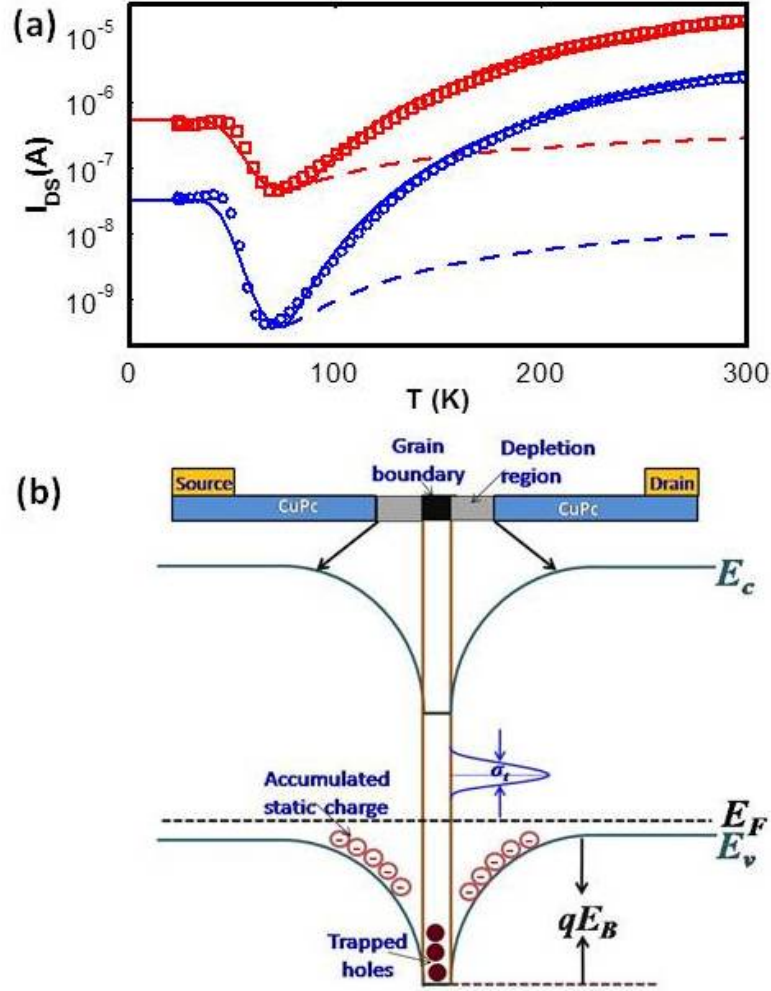 (a)
10⁻⁵
10⁻⁶
10⁻⁷
10⁻⁸
10⁻⁹
I_DS(A)
0
100
200
300
T (K)
(b)
Grain
boundary
Depletion
region
Source
CuPc
CuPc
Drain
E_c
σ_t
Accumulated
static charge
E_F
E_v
qE_B
Trapped
holes